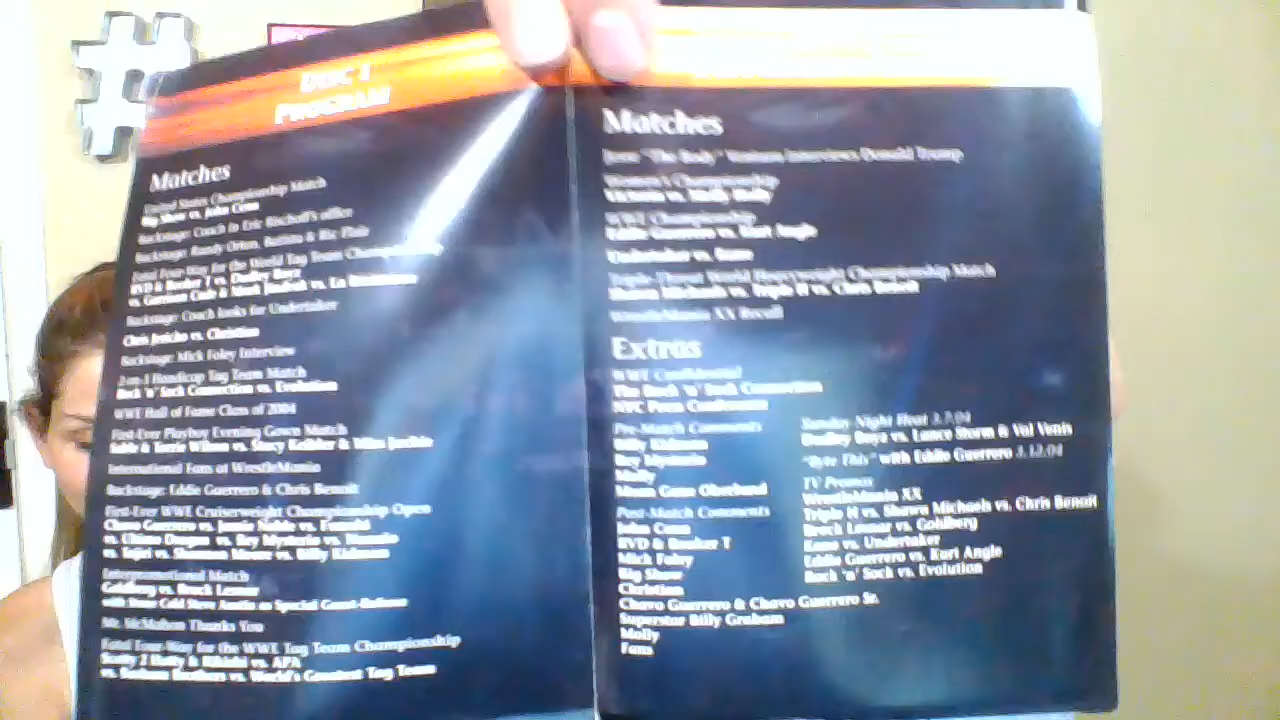 #
DISC 1
PROGRAM
Matches
United States Championship Match
Big Show vs. John Cena
Backstage: Coach in Eric Bischoff's office
Backstage: Randy Orton, Batista & Ric Flair
Fatal Four-Way for the World Tag Team Championship
RVD & Booker T vs. Dudley Boyz
vs. Garrison Cade & Mark Jindrak vs. La Resistance
Backstage: Coach looks for Undertaker
Chris Jericho vs. Christian
Backstage: Mick Foley Interview
2-on-3 Handicap Tag Team Match
Rock 'n' Sock Connection vs. Evolution
WWE Hall of Fame Class of 2004
First-Ever Playboy Evening Gown Match
Sable & Torrie Wilson vs. Stacy Keibler & Miss Jackie
International Fans at WrestleMania
Backstage: Eddie Guerrero & Chris Benoit
First-Ever WWE Cruiserweight Championship Open
Chavo Guerrero vs. Jamie Noble vs. Funaki
vs. Ultimo Dragon vs. Rey Mysterio vs. Nunzio
vs. Tajiri vs. Shannon Moore vs. Billy Kidman
Interpromotional Match
Goldberg vs. Brock Lesnar
with Stone Cold Steve Austin as Special Guest Referee
Mr. McMahon Thanks You
Fatal Four-Way for the WWE Tag Team Championship
Scotty 2 Hotty & Rikishi vs. APA
vs. Basham Brothers vs. World's Greatest Tag Team
Matches
Jesse "The Body" Ventura Interviews Donald Trump
Women's Championship
Victoria vs. Molly Holly
WWE Championship
Eddie Guerrero vs. Kurt Angle
Undertaker vs. Kane
Triple-Threat World Heavyweight Championship Match
Shawn Michaels vs. Triple H vs. Chris Benoit
WrestleMania XX Recall
Extras
WWE Confidential
The Rock 'n' Sock Connection
NYC Press Conference
Pre-Match Comments
Billy Kidman
Rey Mysterio
Molly
Mean Gene Okerlund
Post-Match Comments
John Cena
RVD & Booker T
Mick Foley
Big Show
Christian
Chavo Guerrero & Chavo Guerrero Sr.
Superstar Billy Graham
Molly
Fans
Sunday Night Heat 3.7.04
Dudley Boyz vs. Lance Storm & Val Venis
"Byte This" with Eddie Guerrero 3.12.04
TV Promos
WrestleMania XX
Triple H vs. Shawn Michaels vs. Chris Benoit
Brock Lesnar vs. Goldberg
Kane vs. Undertaker
Eddie Guerrero vs. Kurt Angle
Rock 'n' Sock vs. Evolution